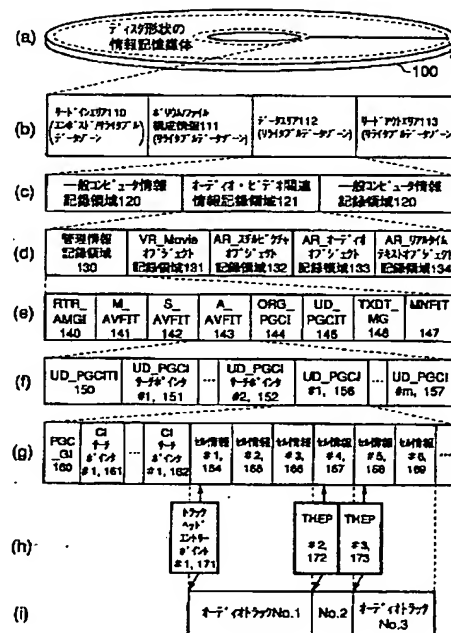 (a)
ディスク形状の
情報記憶媒体
100
(b)
リードインエリア110
(エンボスド/リライタブル)
データゾーン
ボリウムファイル
構成情報111
(リライタブルデータゾーン)
データエリア112
(リライタブルデータゾーン)
リードアウトエリア113
(リライタブルデータゾーン)
(c)
一般コンピュータ情報
記録領域120
オーディオ・ビデオ関連
情報記録領域121
一般コンピュータ情報
記録領域120
(d)
管理情報
記録領域
130
VR_Movie
オブジェクト
記録領域131
AR_スチルピクチャ
オブジェクト
記録領域132
AR_オーディオ
オブジェクト
記録領域133
AR_リアルタイム
テキストオブジェクト
記録領域134
(e)
RTR_
AMGI
140
M_
AVFIT
141
S_
AVFIT
142
A_
AVFIT
143
ORG_
PGCI
144
UD_
PGCIT
145
TXDT_
MG
146
MNFIT
147
(f)
UD_PGCITI
150
UD_PGCI
サーチポインタ
#1, 151
...
UD_PGCI
サーチポインタ
#2, 152
UD_PGCI
#1, 156
...
UD_PGCI
#m, 157
(g)
PGC
_GI
160
CI
サーチ
ポインタ
#1, 161
...
CI
サーチ
ポインタ
#1, 162
セル情報
#1,
164
セル情報
#2,
165
セル情報
#3,
166
セル情報
#4,
167
セル情報
#5,
168
セル情報
#6,
169
...
(h)
トラック
ヘッド
エントリー
ポイント
#1, 171
THEP
#2,
172
THEP
#3,
173
(i)
オーディオトラックNo.1
No.2
オーディオトラック
No.3